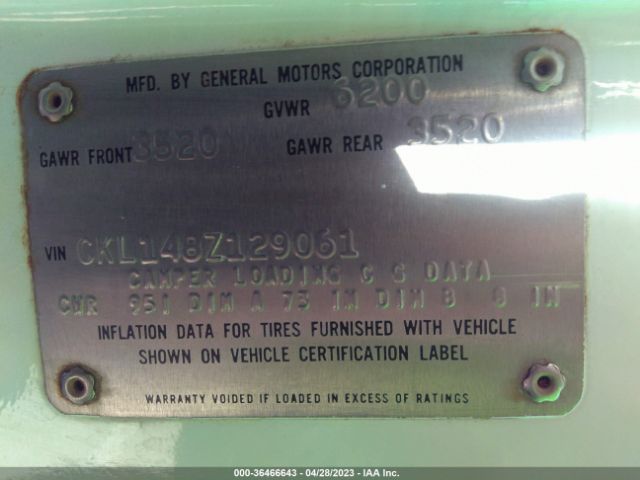 MFD. BY GENERAL MOTORS CORPORATION
GVWR 6200
GAWR FRONT 3520 GAWR REAR 3520
VIN CKL148Z129061
CAMPER LOADING C G DATA
CWR 951 DIM A 73 IN DIM B 8 IN
INFLATION DATA FOR TIRES FURNISHED WITH VEHICLE
SHOWN ON VEHICLE CERTIFICATION LABEL
WARRANTY VOIDED IF LOADED IN EXCESS OF RATINGS
000-36466643 - 04/28/2023 - IAA Inc.